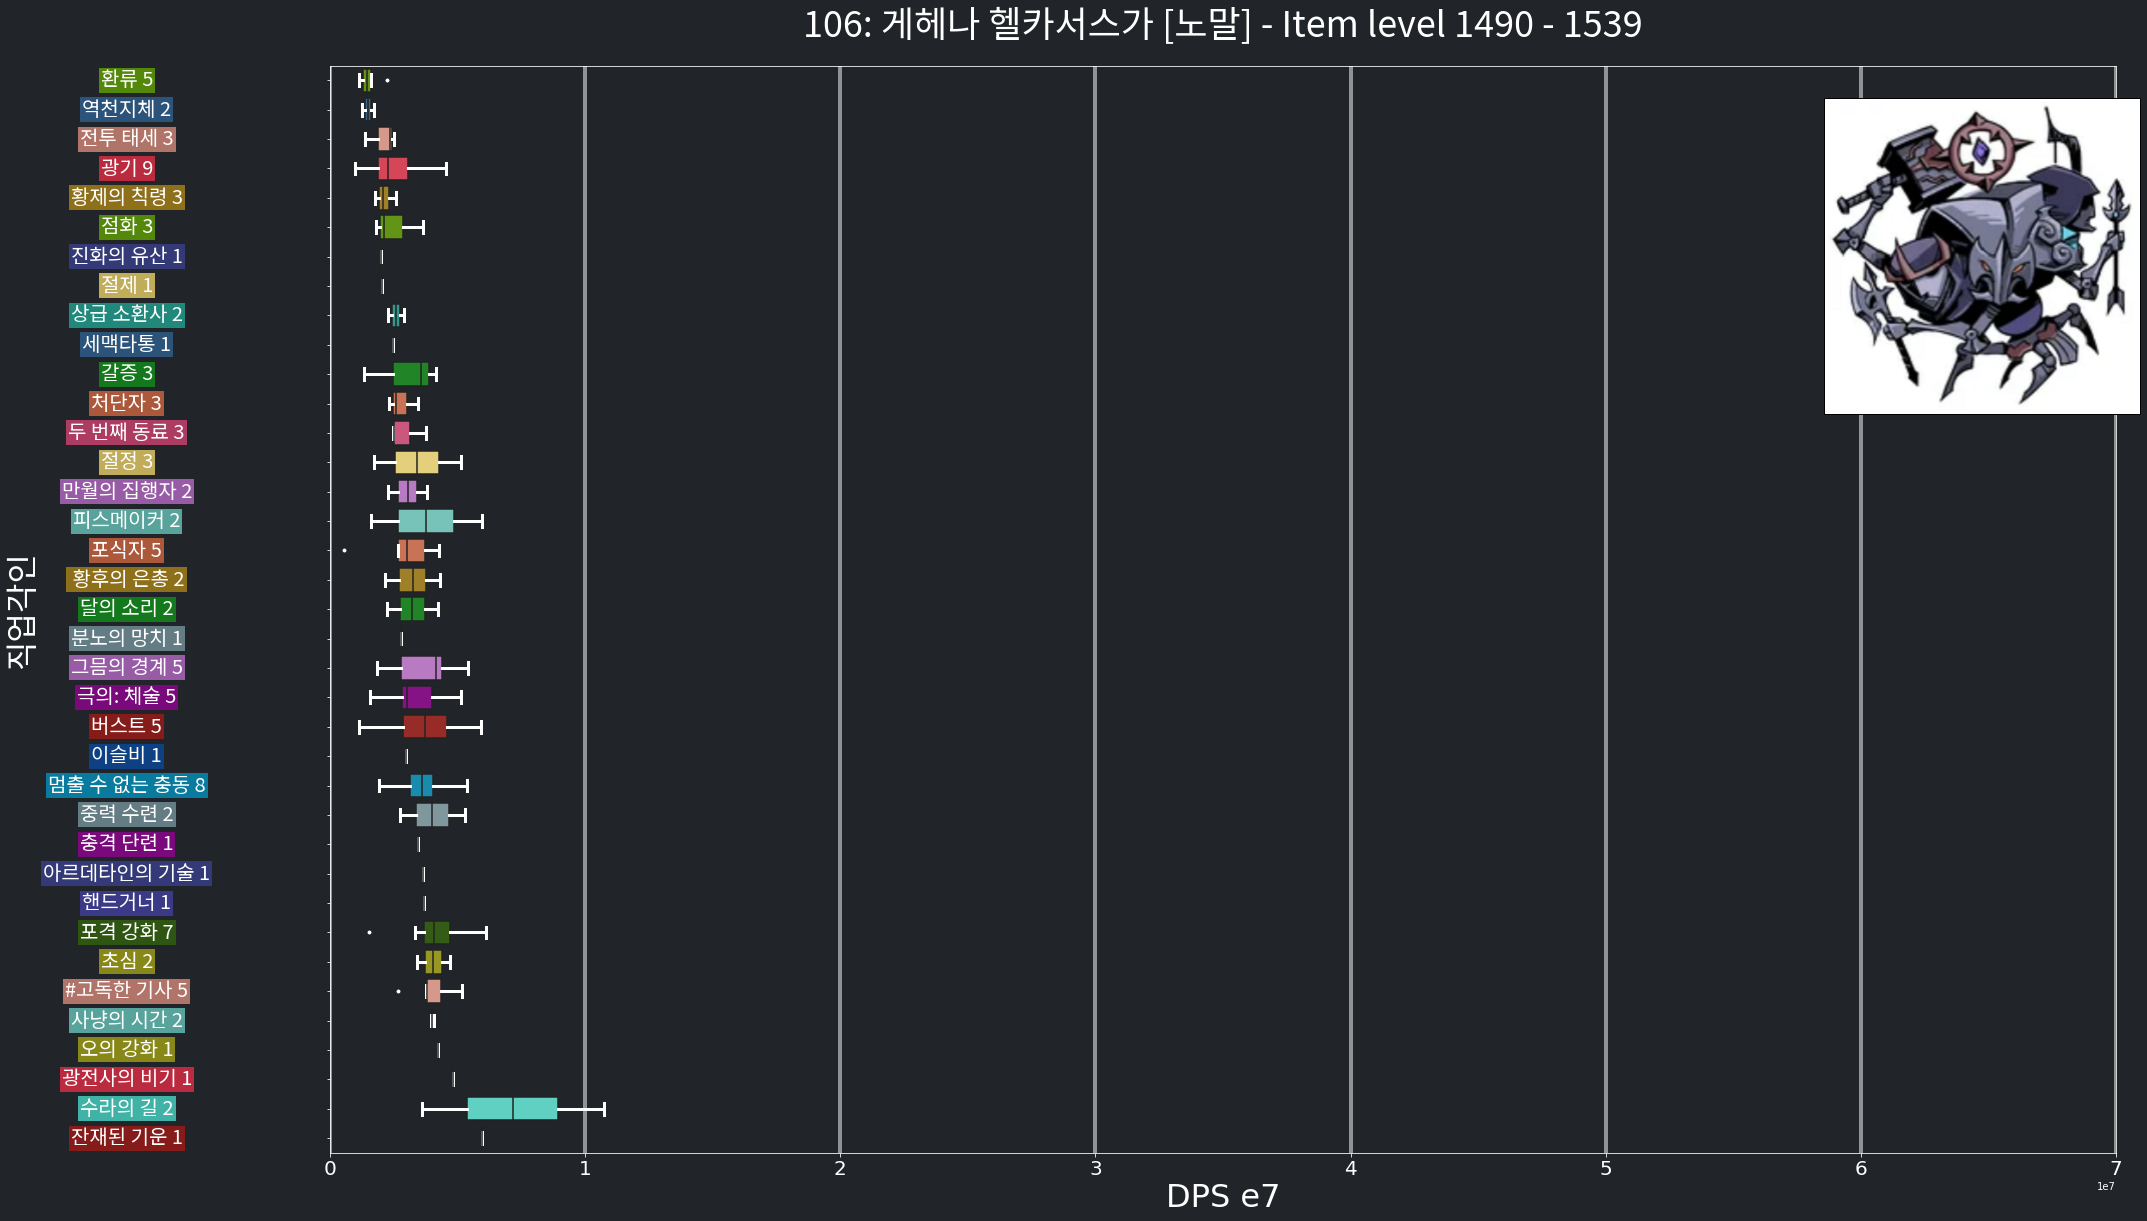 106: 게헤나 헬카서스가 [노말] - Item level 1490 - 1539
환류 5
역천지체 2
전투 태세 3
광기 9
황제의 칙령 3
점화 3
진화의 유산 1
절제 1
상급 소환사 2
세맥타통 1
갈증 3
처단자 3
두 번째 동료 3
절정 3
만월의 집행자 2
피스메이커 2
포식자 5
황후의 은총 2
달의 소리 2
분노의 망치 1
그믐의 경계 5
극의: 체술 5
버스트 5
이슬비 1
멈출 수 없는 충동 8
중력 수련 2
충격 단련 1
아르데타인의 기술 1
핸드거너 1
포격 강화 7
초심 2
#고독한 기사 5
사냥의 시간 2
오의 강화 1
광전사의 비기 1
수라의 길 2
잔재된 기운 1
직업각인
0 1 2 3 4 5 6 7
1e7
DPS e7